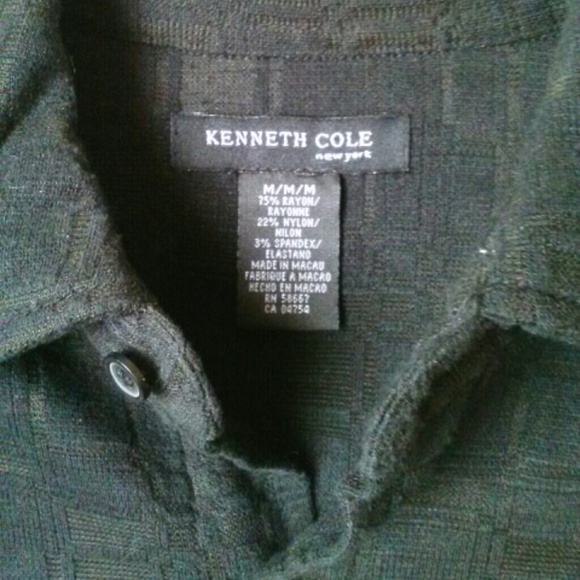 KENNETH COLE
new york
M/M/M
75% RAYON/
RAYONNE
22% NYLON/
NILON
3% SPANDEX/
ELASTANO
MADE IN MACAU
FABRIQUE A MACAO
HECHO EN MACAO
RN 58667
CA 04754